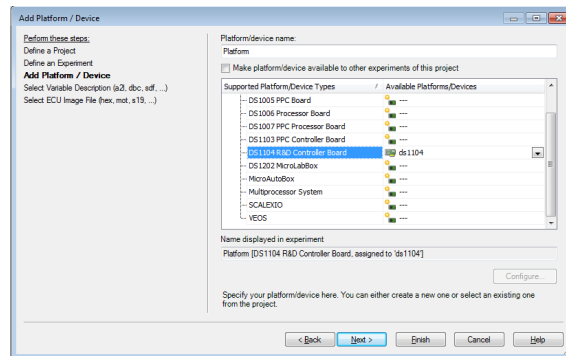 Add Platform / Device
Perform these steps:
Define a Project
Define an Experiment
Add Platform / Device
Select Variable Description (a2l, dbc, sdf, ...)
Select ECU Image File (hex, mot, s19, ...)
Platform/device name:
Platform
Make platform/device available to other experiments of this project
Supported Platform/Device Types / Available Platforms/Devices
DS1005 PPC Board ---
DS1006 Processor Board ---
DS1007 PPC Processor Board ---
DS1103 PPC Controller Board ---
DS1104 R&D Controller Board ds1104
DS1202 MicroLabBox ---
MicroAutoBox ---
Multiprocessor System ---
SCALEXIO ---
VEOS ---
Name displayed in experiment
Platform [DS1104 R&D Controller Board, assigned to 'ds1104']
Configure...
Specify your platform/device here. You can either create a new one or select an existing one
from the project.
< Back Next > Finish Cancel Help